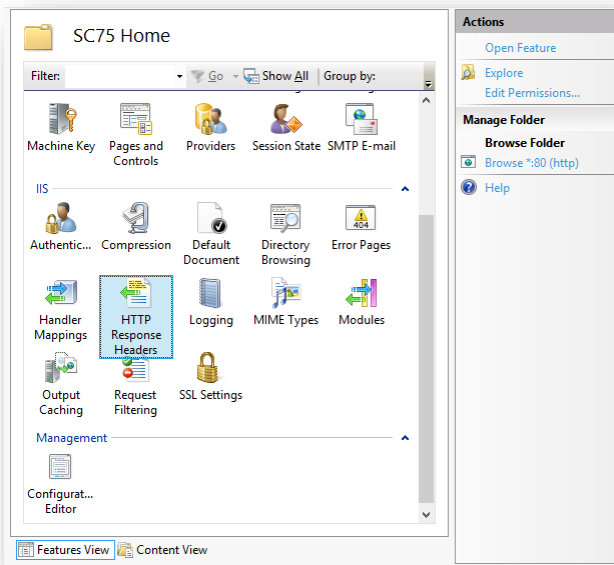 SC75 Home
Filter: Go Show All Group by:
Machine Key Pages and Controls Providers Session State SMTP E-mail
IIS
Authentic... Compression Default Document Directory Browsing Error Pages
404
Handler Mappings HTTP Response Headers Logging MIME Types Modules
Output Caching Request Filtering SSL Settings
Management
Configurat... Editor
Features View Content View
Actions
Open Feature
Explore
Edit Permissions...
Manage Folder
Browse Folder
Browse *:80 (http)
Help